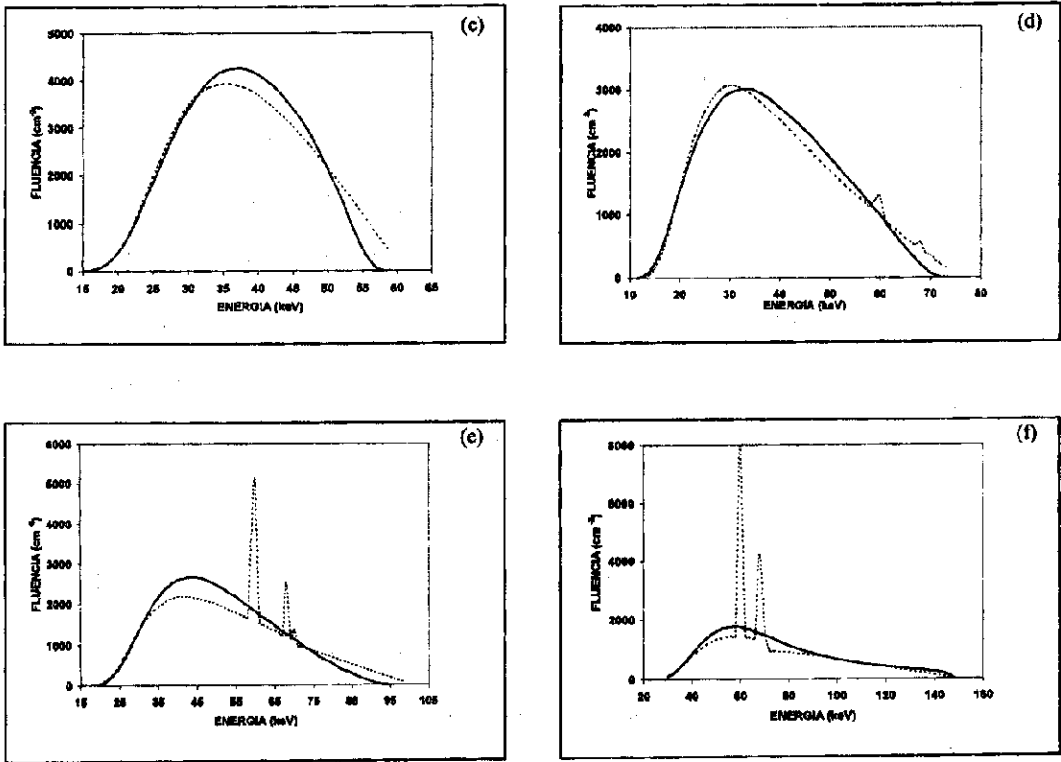 (c)
FLUENCIA (cm⁻²)
5000
4000
3000
2000
1000
0
15 20 25 30 35 40 45 50 55 60 65
ENERGIA (keV)
(d)
FLUENCIA (cm⁻²)
4000
3000
2000
1000
0
10 20 30 40 50 60 70 80
ENERGIA (keV)
(e)
FLUENCIA (cm⁻²)
6000
5000
4000
3000
2000
1000
0
15 25 35 45 55 65 75 85 95 105
ENERGIA (keV)
(f)
FLUENCIA (cm⁻²)
8000
6000
4000
2000
0
20 40 60 80 100 120 140 160
ENERGIA (keV)